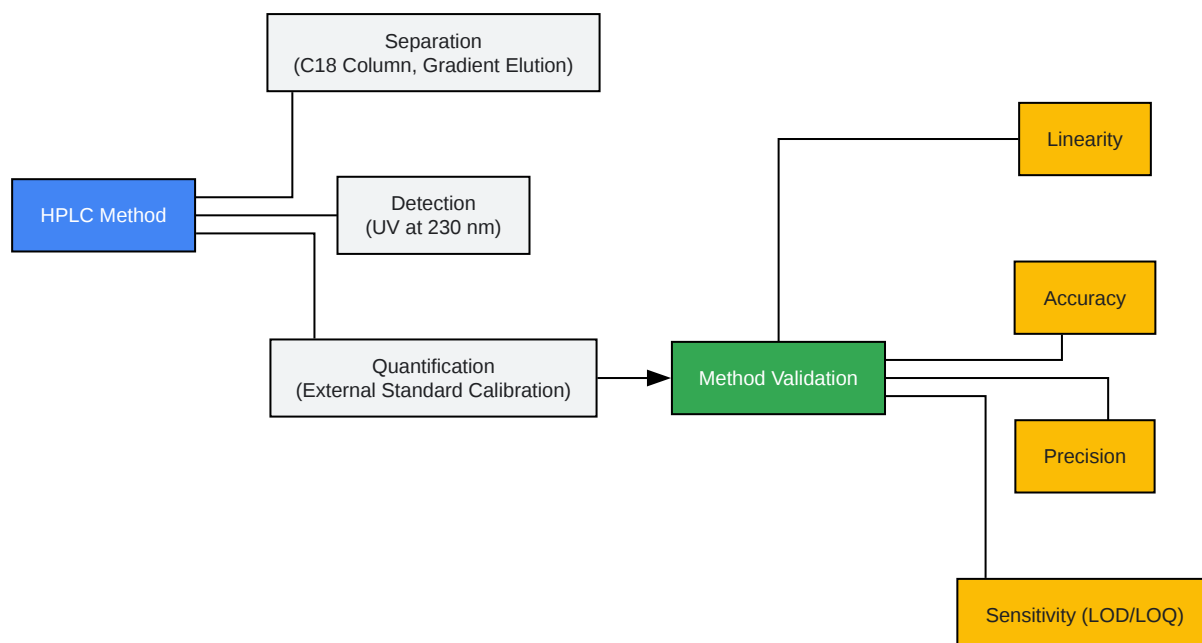 Separation
(C18 Column, Gradient Elution)
HPLC Method
Detection
(UV at 230 nm)
Quantification
(External Standard Calibration)
Method Validation
Linearity
Accuracy
Precision
Sensitivity (LOD/LOQ)